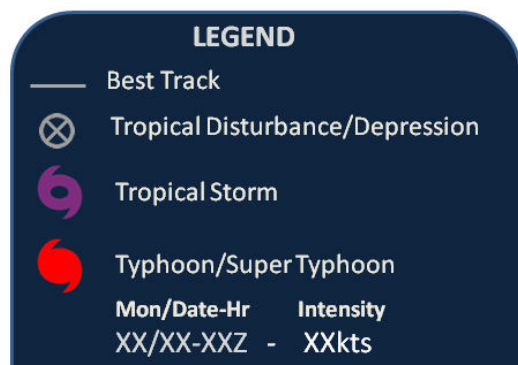 LEGEND
Best Track
Tropical Disturbance/Depression
Tropical Storm
Typhoon/Super Typhoon
Mon/Date-Hr Intensity
XX/XX-XXZ - XXkts